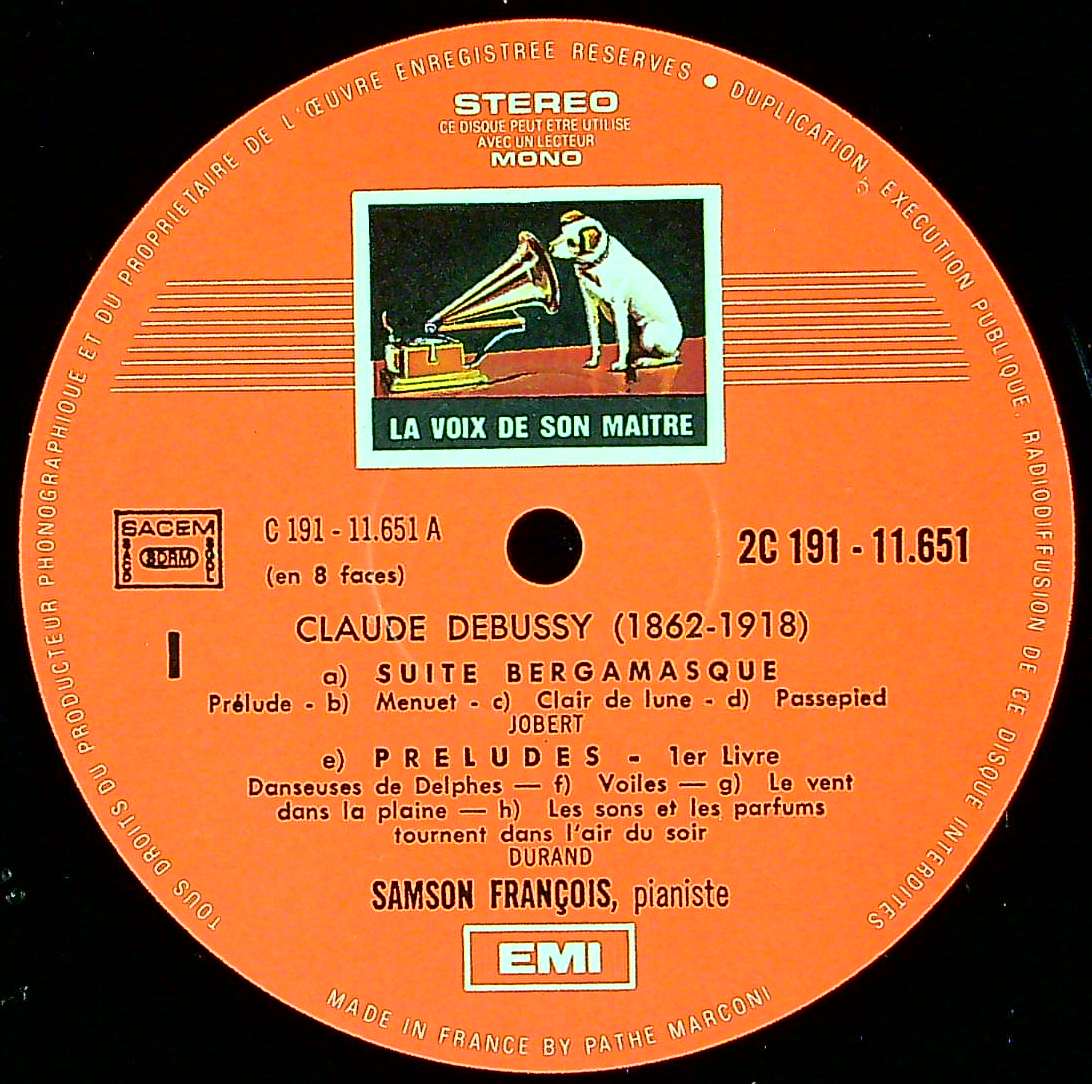 TOUS DROITS DU PRODUCTEUR PHONOGRAPHIQUE ET DU PROPRIETAIRE DE L'ŒUVRE ENREGISTREE RESERVES • DUPLICATION, EXECUTION PUBLIQUE, RADIODIFFUSION DE CE DISQUE INTERDITES
STEREO
CE DISQUE PEUT ETRE UTILISE
AVEC UN LECTEUR
MONO
LA VOIX DE SON MAITRE
SACEM
SACD SDRM SGDL
C 191 - 11.651 A
(en 8 faces)
2C 191 - 11.651
I
CLAUDE DEBUSSY (1862-1918)
a) SUITE BERGAMASQUE
Prélude - b) Menuet - c) Clair de lune - d) Passepied
JOBERT
e) PRELUDES - 1er Livre
Danseuses de Delphes — f) Voiles — g) Le vent
dans la plaine — h) Les sons et les parfums
tournent dans l'air du soir
DURAND
SAMSON FRANÇOIS, pianiste
EMI
MADE IN FRANCE BY PATHE MARCONI